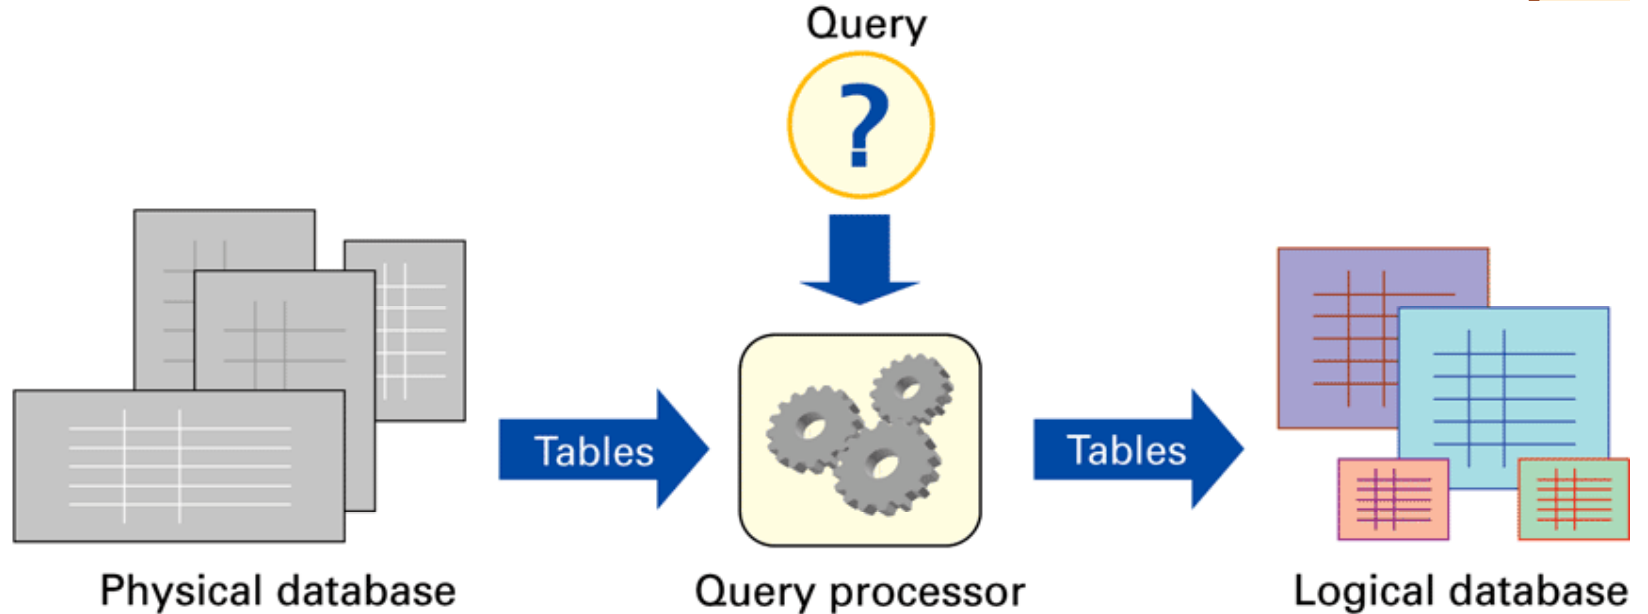 Query
?
Tables
Tables
Physical database
Query processor
Logical database